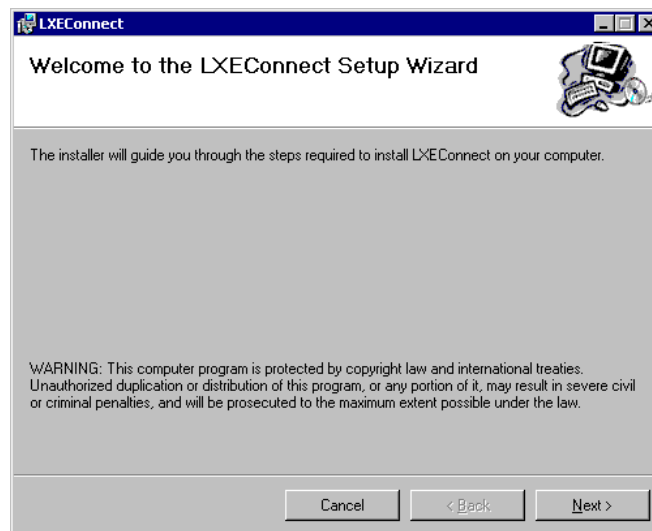 LXEConnect
Welcome to the LXEConnect Setup Wizard
The installer will guide you through the steps required to install LXEConnect on your computer.
WARNING: This computer program is protected by copyright law and international treaties.
Unauthorized duplication or distribution of this program, or any portion of it, may result in severe civil
or criminal penalties, and will be prosecuted to the maximum extent possible under the law.
Cancel
< Back
Next >